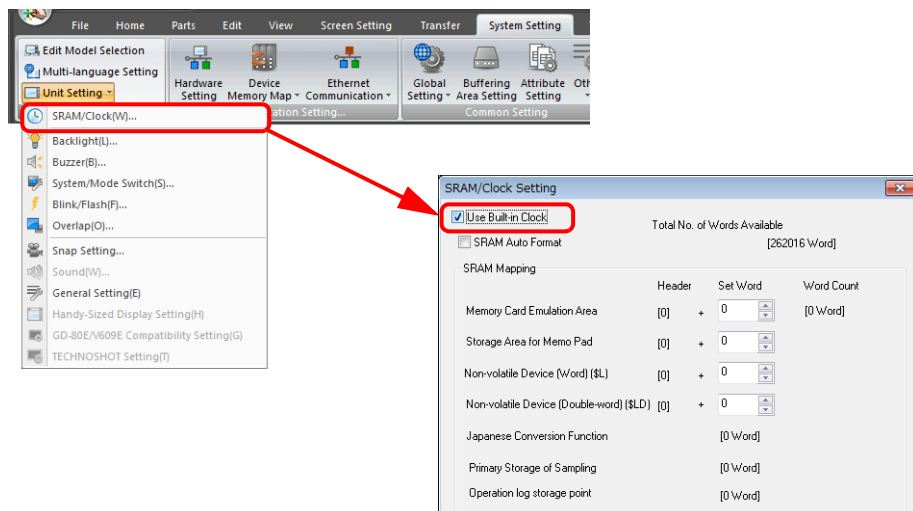 File Home Parts Edit View Screen Setting Transfer System Setting
Edit Model Selection
Multi-language Setting
Unit Setting
Hardware Setting
Device Memory Map
Ethernet Communication
Global Setting
Buffering Area Setting
Attribute Setting
ation Setting...
Common Setting
SRAM/Clock(W)...
Backlight(L)...
Buzzer(B)...
System/Mode Switch(S)...
Blink/Flash(F)...
Overlap(O)...
Snap Setting...
Sound(W)...
General Setting(E)
Handy-Sized Display Setting(H)
GD-80E/V609E Compatibility Setting(G)
TECHNOSHOT Setting(T)
SRAM/Clock Setting
Use Built-in Clock
Total No. of Words Available
SRAM Auto Format [262016 Word]
SRAM Mapping
Header Set Word Word Count
Memory Card Emulation Area [0] + 0 [0 Word]
Storage Area for Memo Pad [0] + 0
Non-volatile Device (Word) ($L) [0] + 0
Non-volatile Device (Double-word) ($LD) [0] + 0
Japanese Conversion Function [0 Word]
Primary Storage of Sampling [0 Word]
Operation log storage point [0 Word]